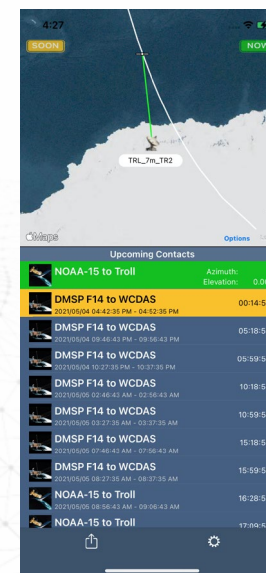 4:27
SOON
NOW
TRL_7m_TR2
Maps
Options
Upcoming Contacts
NOAA-15 to Troll
Azimuth:
Elevation: 0.0
DMSP F14 to WCDAS
2021/05/04 04:42:35 PM - 04:52:35 PM
00:14:5
DMSP F14 to WCDAS
2021/05/04 09:46:43 PM - 09:56:43 PM
05:18:5
DMSP F14 to WCDAS
2021/05/04 10:27:35 PM - 10:37:35 PM
05:59:5
DMSP F14 to WCDAS
2021/05/05 02:46:43 AM - 02:56:43 AM
10:18:5
DMSP F14 to WCDAS
2021/05/05 03:27:35 AM - 03:37:35 AM
10:59:5
DMSP F14 to WCDAS
2021/05/05 07:46:43 AM - 07:56:43 AM
15:18:5
DMSP F14 to WCDAS
2021/05/05 08:27:35 AM - 08:37:35 AM
15:59:5
NOAA-15 to Troll
2021/05/05 08:56:43 AM - 09:06:43 AM
16:28:5
NOAA-15 to Troll
17:09:5